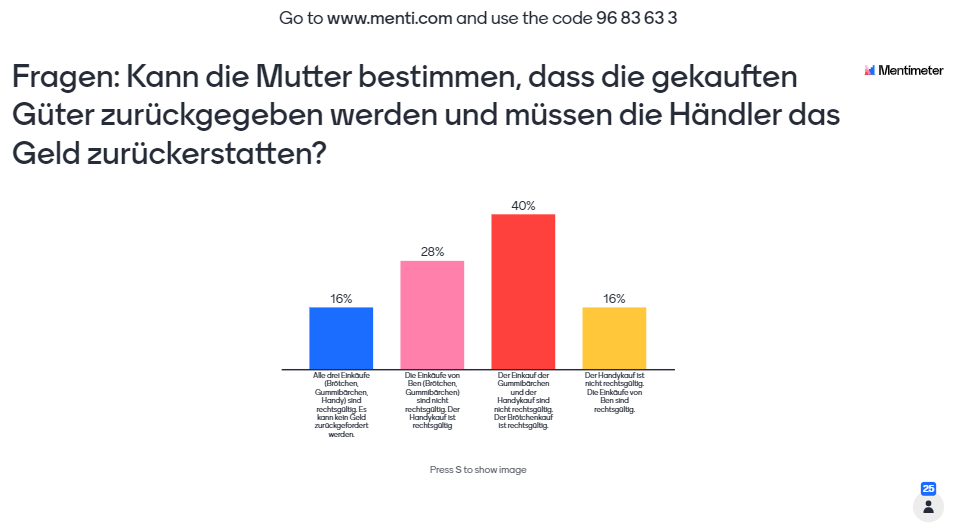 Go to www.menti.com and use the code 96 83 63 3
Fragen: Kann die Mutter bestimmen, dass die gekauften
Güter zurückgegeben werden und müssen die Händler das
Geld zurückerstatten?
Mentimeter
16%
28%
40%
16%
Alle drei Einkäufe
(Brötchen,
Gummibärchen,
Handy) sind
rechtsgültig. Es
kann kein Geld
zurückgefordert
werden.
Die Einkäufe von
Ben (Brötchen,
Gummibärchen)
sind nicht
rechtsgültig. Der
Handykauf ist
rechtsgültig
Der Einkauf der
Gummibärchen
und der
Handykauf sind
nicht rechtsgültig.
Der Brötchenkauf
ist rechtsgültig.
Der Handykauf ist
nicht rechtsgültig.
Die Einkäufe von
Ben sind
rechtsgültig.
Press S to show image
25